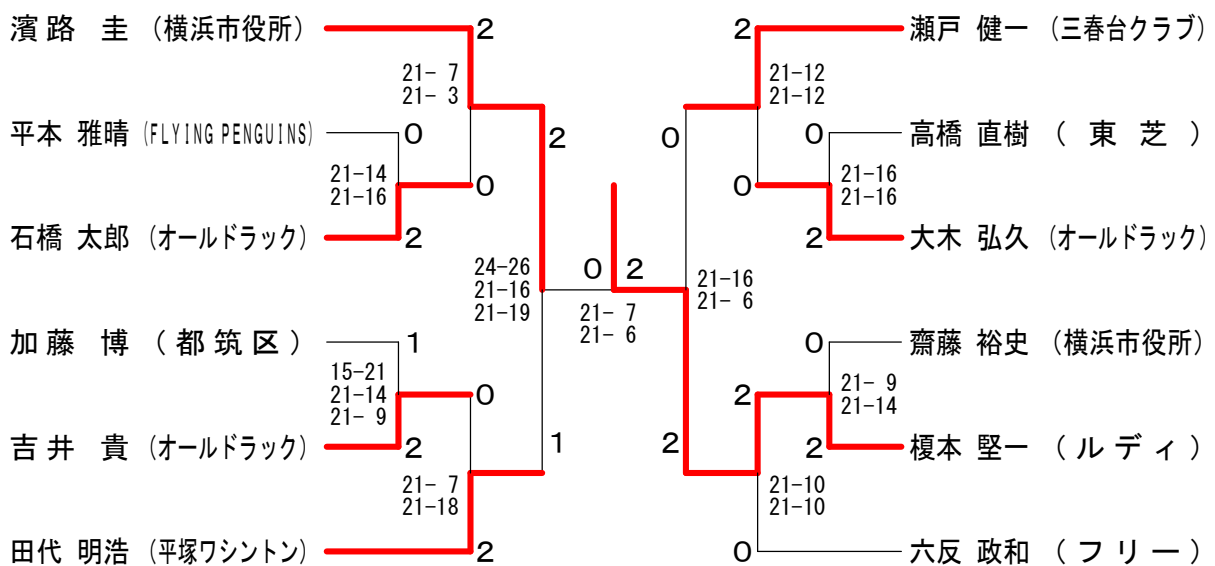 濱路 圭 (横浜市役所) 2 2 瀬戸 健一 (三春台クラブ)
21- 7 21-12
21- 3 21-12
平本 雅晴 (FLYING PENGUINS) 0 2 0 0 高橋 直樹 (東芝)
21-14 0 0 21-16
21-16 21-16
石橋 太郎 (オールドラック) 2 2 大木 弘久 (オールドラック)
24-26 0 2 21-16
21-16 21- 6
21-19 21- 7
21- 6
加藤 博 (都筑区) 1 0 齋藤 裕史 (横浜市役所)
15-21 21- 9
21-14 0 2 21-14
21- 9
吉井 貴 (オールドラック) 2 1 2 2 榎本 堅一 (ルディ)
21- 7 21-10
21-18 21-10
田代 明浩 (平塚ワシントン) 2 0 六反 政和 (フリー)